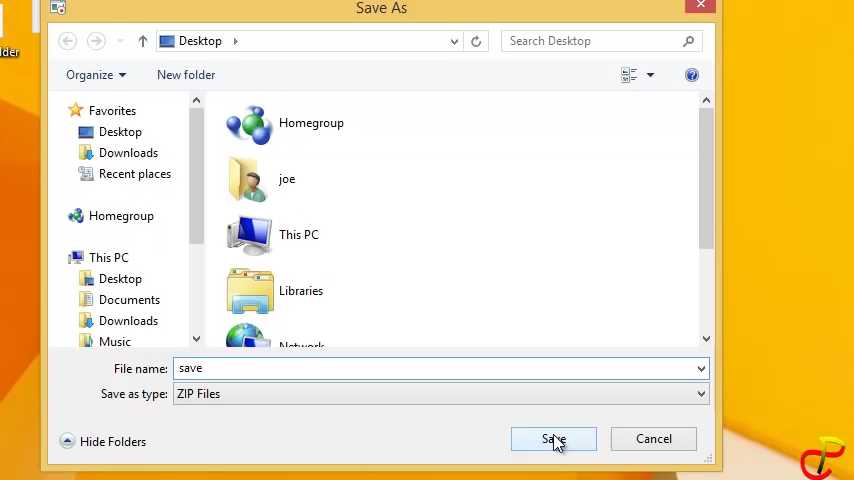 Save As
lder
Desktop
Search Desktop
Organize
New folder
Favorites
Desktop
Downloads
Recent places
Homegroup
This PC
Desktop
Documents
Downloads
Music
Homegroup
joe
This PC
Libraries
Network
File name: save
Save as type: ZIP Files
Hide Folders
Save
Cancel